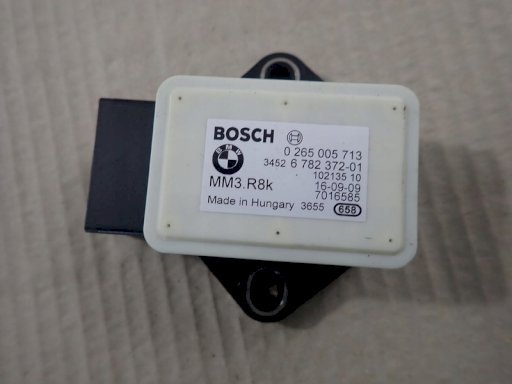 BOSCH
0 265 005 713
BMW
3452 6 782 372-01
102135 10
MM3.R8k
16-09-09
7016585
Made in Hungary 3655 658